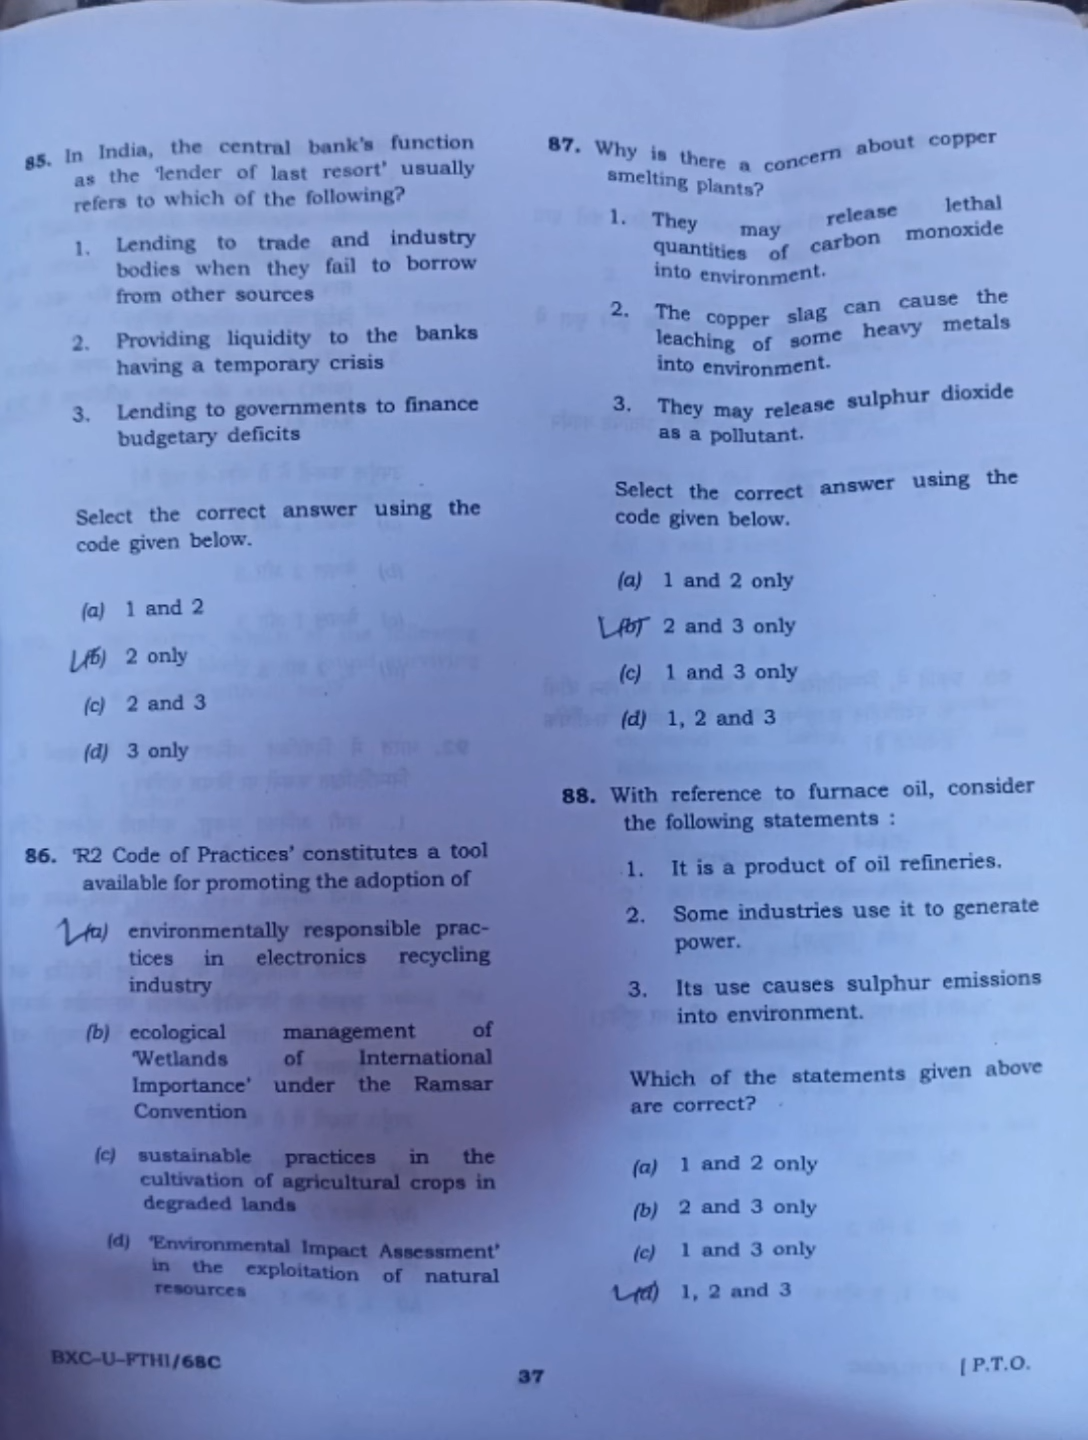 85. In India, the central bank's function
as the 'lender of last resort' usually
refers to which of the following?
1. Lending to trade and industry
bodies when they fail to borrow
from other sources
2. Providing liquidity to the banks
having a temporary crisis
3. Lending to governments to finance
budgetary deficits
Select the correct answer using the
code given below.
(a) 1 and 2
(b) 2 only
(c) 2 and 3
(d) 3 only
86. 'R2 Code of Practices' constitutes a tool
available for promoting the adoption of
(a) environmentally responsible prac-
tices in electronics recycling
industry
(b) ecological management of
'Wetlands of International
Importance' under the Ramsar
Convention
(c) sustainable practices in the
cultivation of agricultural crops in
degraded lands
(d) 'Environmental Impact Assessment'
in the exploitation of natural
resources
87. Why is there a concern about copper
smelting plants?
1. They may release lethal
quantities of carbon monoxide
into environment.
2. The copper slag can cause the
leaching of some heavy metals
into environment.
3. They may release sulphur dioxide
as a pollutant.
Select the correct answer using the
code given below.
(a) 1 and 2 only
(b) 2 and 3 only
(c) 1 and 3 only
(d) 1, 2 and 3
88. With reference to furnace oil, consider
the following statements :
1. It is a product of oil refineries.
2. Some industries use it to generate
power.
3. Its use causes sulphur emissions
into environment.
Which of the statements given above
are correct?
(a) 1 and 2 only
(b) 2 and 3 only
(c) 1 and 3 only
(d) 1, 2 and 3
BXC-U-FTHI/68C
37
[ P.T.O.